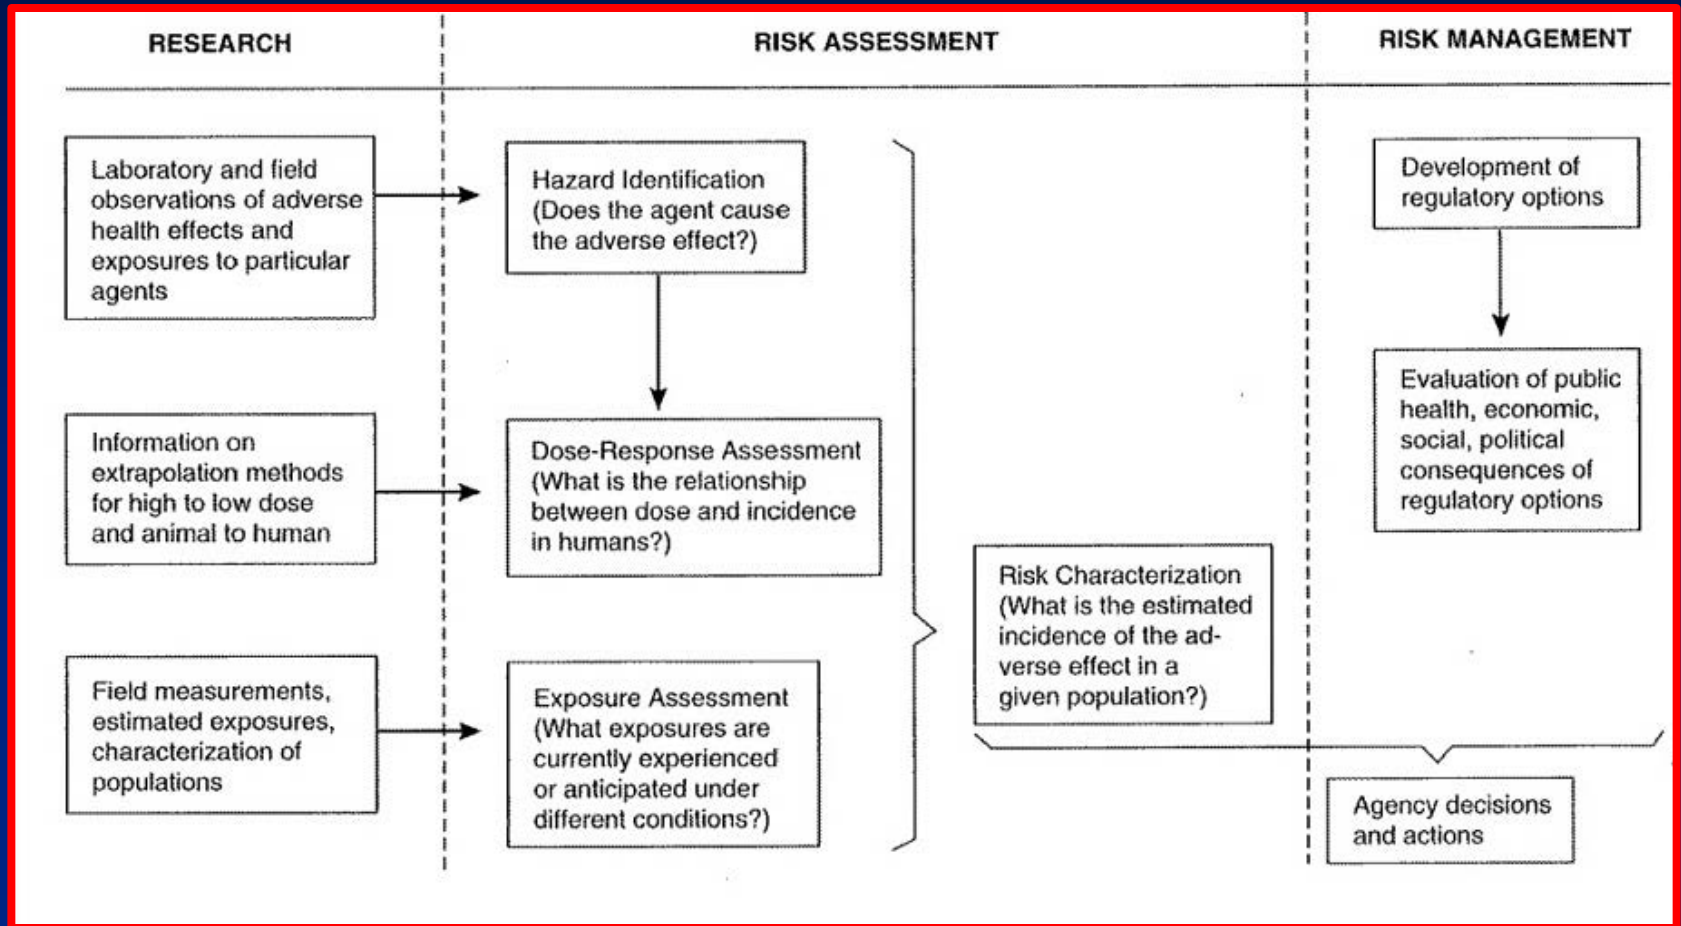 RESEARCH
RISK ASSESSMENT
RISK MANAGEMENT
Laboratory and field
observations of adverse
health effects and
exposures to particular
agents
Hazard Identification
(Does the agent cause
the adverse effect?)
Development of
regulatory options
Information on
extrapolation methods
for high to low dose
and animal to human
Dose-Response Assessment
(What is the relationship
between dose and incidence
in humans?)
Evaluation of public
health, economic,
social, political
consequences of
regulatory options
Field measurements,
estimated exposures,
characterization of
populations
Exposure Assessment
(What exposures are
currently experienced
or anticipated under
different conditions?)
Risk Characterization
(What is the estimated
incidence of the ad-
verse effect in a
given population?)
Agency decisions
and actions